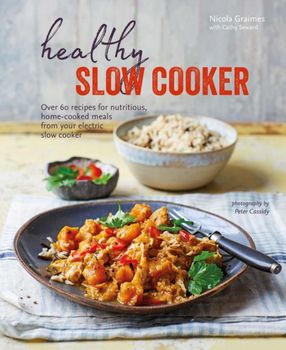 Nicola Graimes
with Cathy Seward
healthy
SLOW COOKER
Over 60 recipes for nutritious,
home-cooked meals
from your electric
slow cooker
photography by
Peter Cassidy